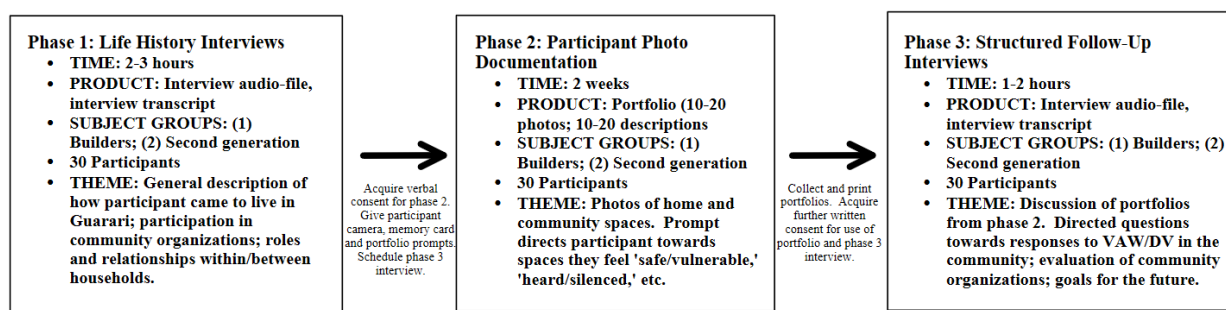 Phase 1: Life History Interviews
• TIME: 2-3 hours
• PRODUCT: Interview audio-file,
interview transcript
• SUBJECT GROUPS: (1)
Builders; (2) Second generation
• 30 Participants
• THEME: General description of
how participant came to live in
Guarari; participation in
community organizations; roles
and relationships within/between
households.
Acquire verbal
consent for phase 2.
Give participant
camera, memory card
and portfolio prompts.
Schedule phase 3
interview.
Phase 2: Participant Photo
Documentation
• TIME: 2 weeks
• PRODUCT: Portfolio (10-20
photos; 10-20 descriptions
• SUBJECT GROUPS: (1)
Builders; (2) Second generation
• 30 Participants
• THEME: Photos of home and
community spaces. Prompt
directs participant towards
spaces they feel 'safe/vulnerable,'
'heard/silenced,' etc.
Collect and print
portfolios. Acquire
further written
consent for use of
portfolio and phase 3
interview.
Phase 3: Structured Follow-Up
Interviews
• TIME: 1-2 hours
• PRODUCT: Interview audio-file,
interview transcript
• SUBJECT GROUPS: (1) Builders; (2)
Second generation
• 30 Participants
• THEME: Discussion of portfolios
from phase 2. Directed questions
towards responses to VAW/DV in the
community; evaluation of community
organizations; goals for the future.